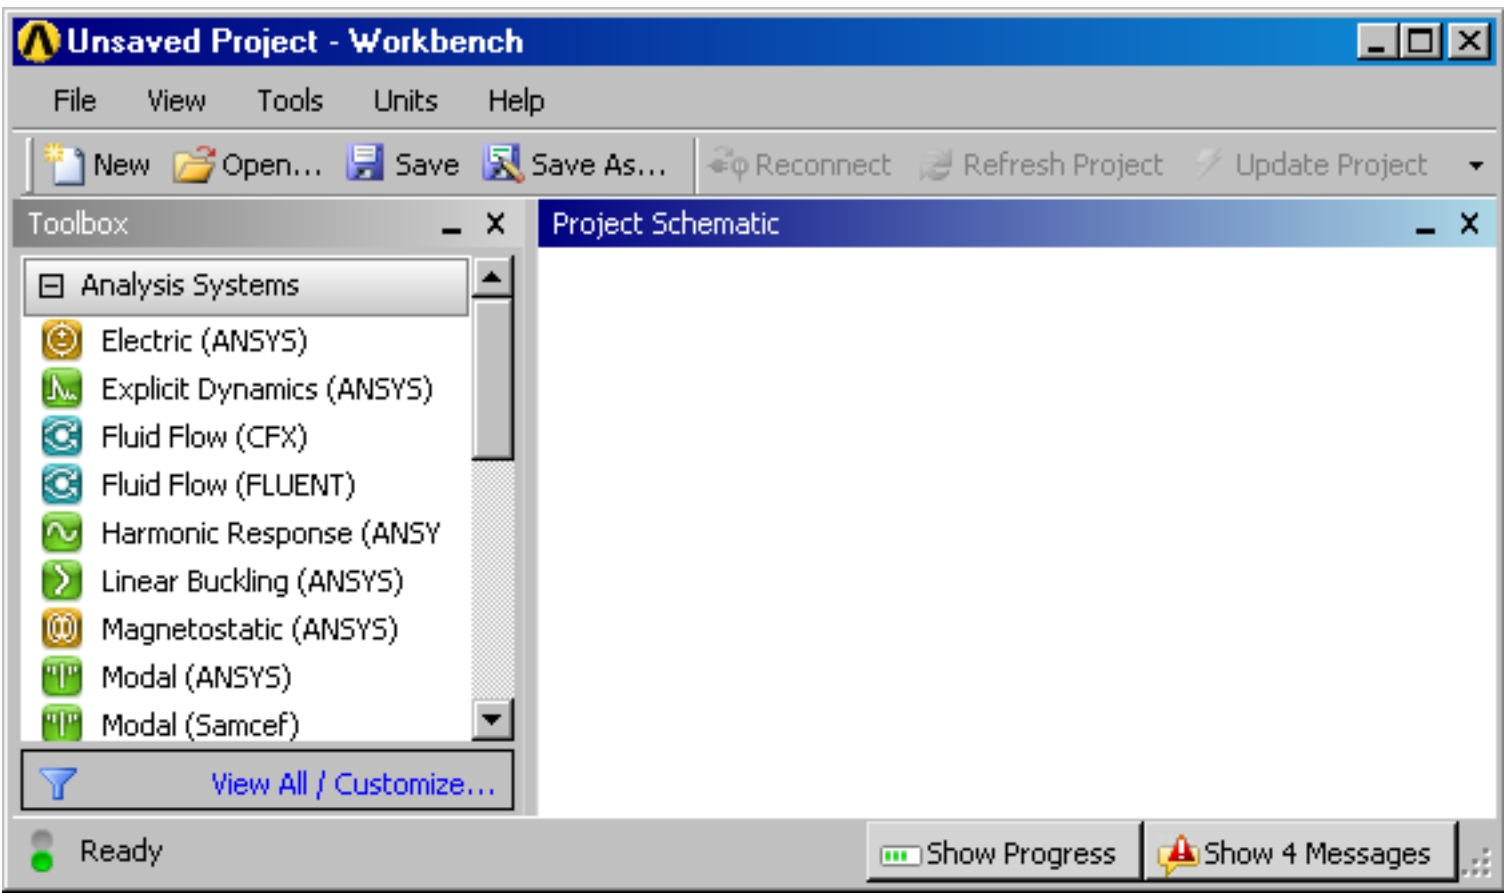 Unsaved Project - Workbench
File View Tools Units Help
New Open... Save Save As... Reconnect Refresh Project Update Project
Toolbox
Project Schematic
Analysis Systems
Electric (ANSYS)
Explicit Dynamics (ANSYS)
Fluid Flow (CFX)
Fluid Flow (FLUENT)
Harmonic Response (ANSY
Linear Buckling (ANSYS)
Magnetostatic (ANSYS)
Modal (ANSYS)
Modal (Samcef)
View All / Customize...
Ready
Show Progress
Show 4 Messages